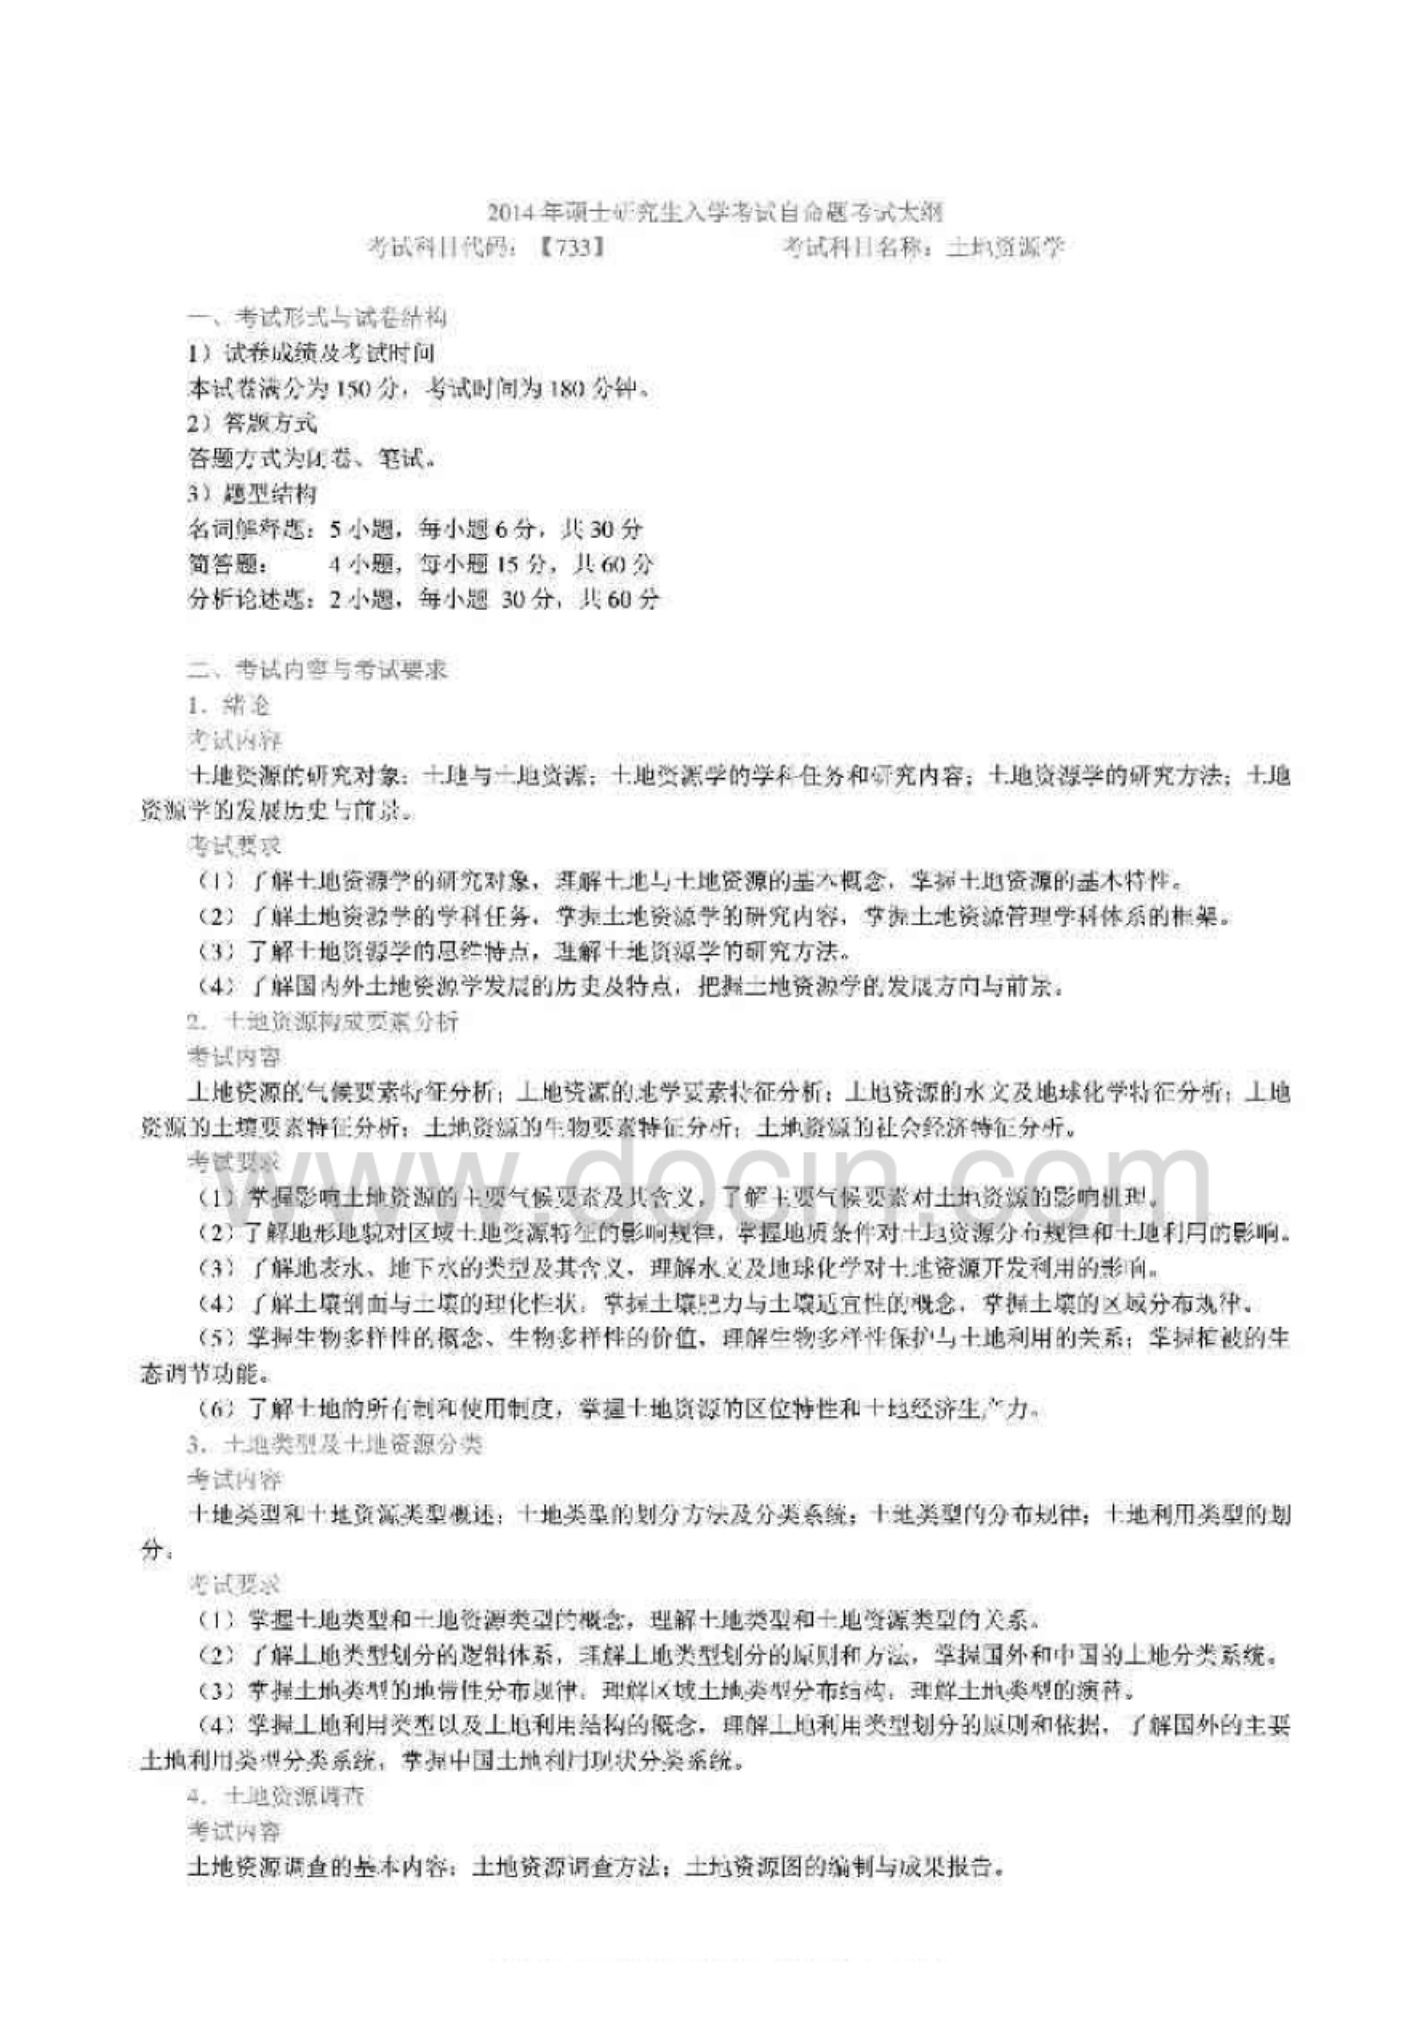 2014年硕士研究生入学考试自命题考试大纲
考试科目代码：【733】 考试科目名称：土地资源学
一、考试形式与试卷结构
1）试卷成绩及考试时间
本试卷满分为150分，考试时间为180分钟。
2）答题方式
答题方式为闭卷、笔试。
3）题型结构
名词解释题：5小题，每小题6分，共30分
简答题： 4小题，每小题15分，共60分
分析论述题：2小题，每小题 30分，共60分
二、考试内容与考试要求
1．绪论
考试内容
土地资源的研究对象：土地与土地资源；土地资源学的学科任务和研究内容；土地资源学的研究方法；土地
资源学的发展历史与前景。
考试要求
（1）了解土地资源学的研究对象，理解土地与土地资源的基本概念，掌握土地资源的基本特性。
（2）了解土地资源学的学科任务，掌握土地资源学的研究内容，掌握土地资源管理学科体系的框架。
（3）了解土地资源学的思维特点，理解土地资源学的研究方法。
（4）了解国内外土地资源学发展的历史及特点，把握土地资源学的发展方向与前景。
2．土地资源构成要素分析
考试内容
土地资源的气候要素特征分析；土地资源的地学要素特征分析；土地资源的水文及地球化学特征分析；土地
资源的土壤要素特征分析；土地资源的生物要素特征分析；土地资源的社会经济特征分析。
www.docin.com
考试要求
（1）掌握影响土地资源的主要气候要素及其含义，了解主要气候要素对土地资源的影响机理。
（2）了解地形地貌对区域土地资源特征的影响规律，掌握地质条件对土地资源分布规律和土地利用的影响。
（3）了解地表水、地下水的类型及其含义，理解水文及地球化学对土地资源开发利用的影响。
（4）了解土壤剖面与土壤的理化性状，掌握土壤肥力与土壤适宜性的概念，掌握土壤的区域分布规律。
（5）掌握生物多样性的概念、生物多样性的价值，理解生物多样性保护与土地利用的关系；掌握植被的生
态调节功能。
（6）了解土地的所有制和使用制度，掌握土地资源的区位特性和土地经济生产力。
3．土地类型及土地资源分类
考试内容
土地类型和土地资源类型概述；土地类型的划分方法及分类系统；土地类型的分布规律；土地利用类型的划
分。
考试要求
（1）掌握土地类型和土地资源类型的概念，理解土地类型和土地资源类型的关系。
（2）了解土地类型划分的逻辑体系，理解土地类型划分的原则和方法，掌握国外和中国的土地分类系统。
（3）掌握土地类型的地带性分布规律，理解区域土地类型分布结构，理解土地类型的演替。
（4）掌握土地利用类型以及土地利用结构的概念，理解土地利用类型划分的原则和依据，了解国外的主要
土地利用类型分类系统，掌握中国土地利用现状分类系统。
4．土地资源调查
考试内容
土地资源调查的基本内容；土地资源调查方法；土地资源图的编制与成果报告。